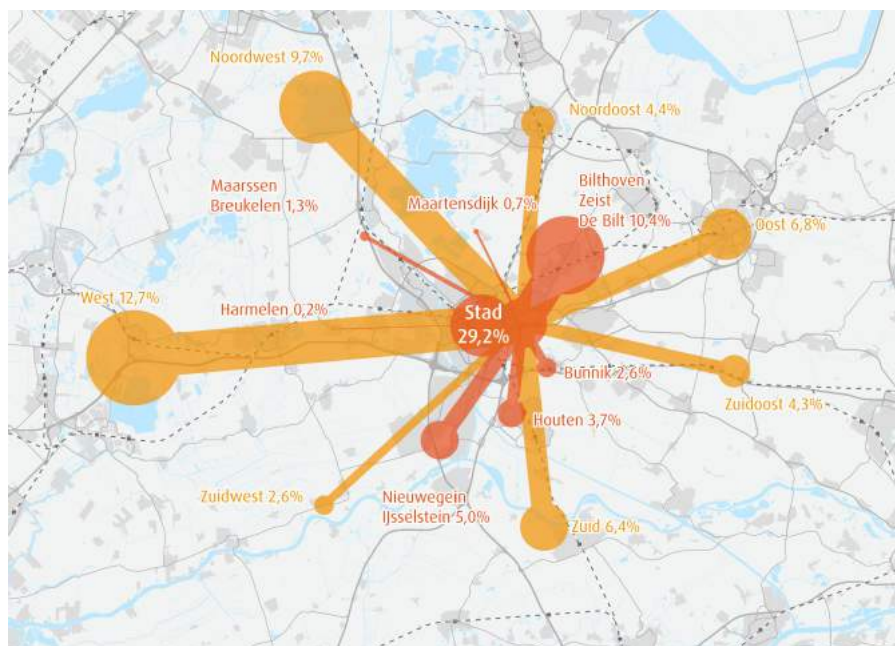 Noordwest 9,7%
Noordoost 4,4%
Maarssen
Breukelen 1,3%
Maartensdijk 0,7%
Bilthoven
Zeist
De Bilt 10,4%
Oost 6,8%
West 12,7%
Harmelen 0,2%
Stad
29,2%
Bunnik 2,6%
Zuidoost 4,3%
Houten 3,7%
Zuidwest 2,6%
Nieuwegein
IJsselstein 5,0%
Zuid 6,4%